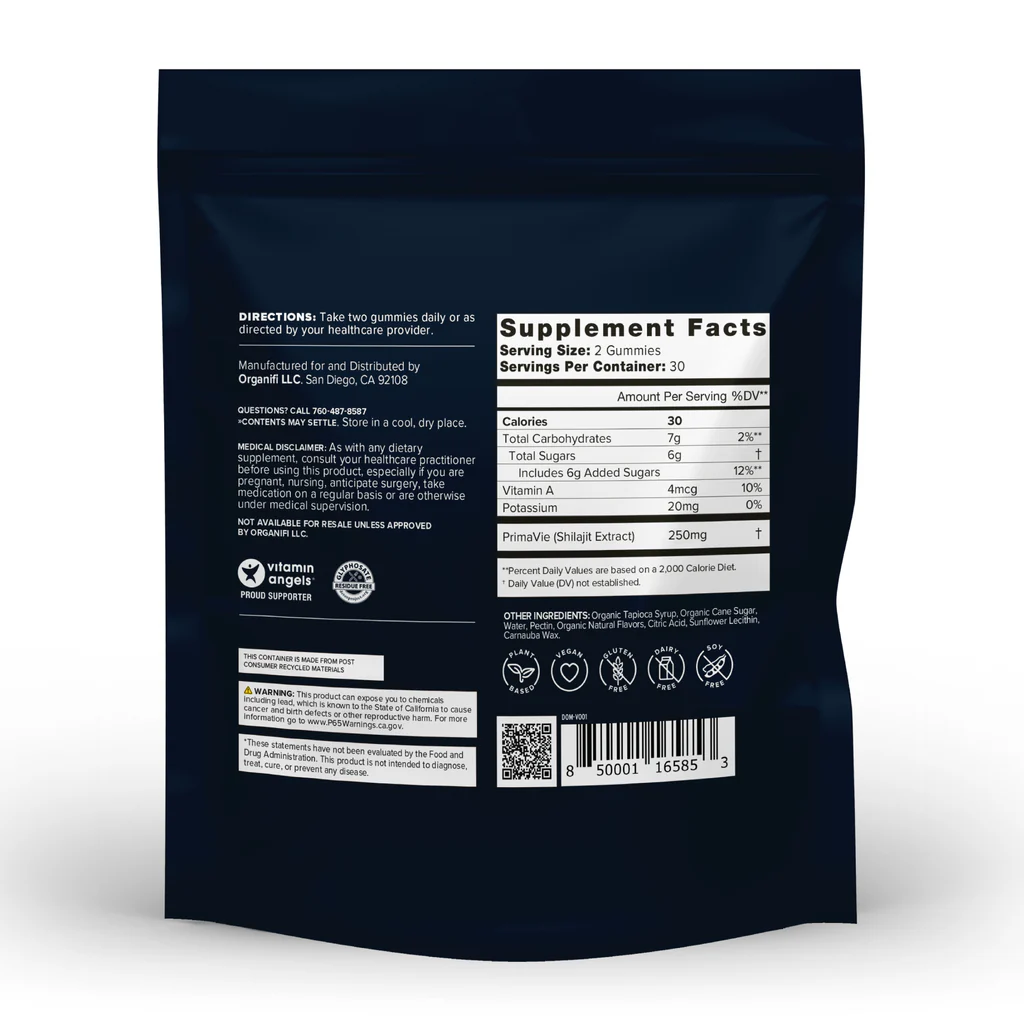 DIRECTIONS: Take two gummies daily or as
directed by your healthcare provider.
Manufactured for and Distributed by
Organifi LLC. San Diego, CA 92108
QUESTIONS? CALL 760-487-8587
»CONTENTS MAY SETTLE. Store in a cool, dry place.
MEDICAL DISCLAIMER: As with any dietary
supplement, consult your healthcare practitioner
before using this product, especially if you are
pregnant, nursing, anticipate surgery, take
medication on a regular basis or are otherwise
under medical supervision.
NOT AVAILABLE FOR RESALE UNLESS APPROVED
BY ORGANIFI LLC.
vitamin
angels
PROUD SUPPORTER
GLYPHOSATE
RESIDUE FREE
THIS CONTAINER IS MADE FROM POST
CONSUMER RECYCLED MATERIALS
WARNING: This product can expose you to chemicals
including lead, which is known to the State of California to cause
cancer and birth defects or other reproductive harm. For more
information go to www.P65Warnings.ca.gov.
*These statements have not been evaluated by the Food and
Drug Administration. This product is not intended to diagnose,
treat, cure, or prevent any disease.
Supplement Facts
Serving Size: 2 Gummies
Servings Per Container: 30
Amount Per Serving %DV**
Calories 30
Total Carbohydrates 7g 2%**
Total Sugars 6g †
Includes 6g Added Sugars 12%**
Vitamin A 4mcg 10%
Potassium 20mg 0%
PrimaVie (Shilajit Extract) 250mg †
**Percent Daily Values are based on a 2,000 Calorie Diet.
† Daily Value (DV) not established.
OTHER INGREDIENTS: Organic Tapioca Syrup, Organic Cane Sugar,
Water, Pectin, Organic Natural Flavors, Citric Acid, Sunflower Lecithin,
Carnauba Wax.
PLANT BASED
VEGAN
GLUTEN FREE
DAIRY FREE
SOY FREE
DOM-V001
8 50001 16585 3